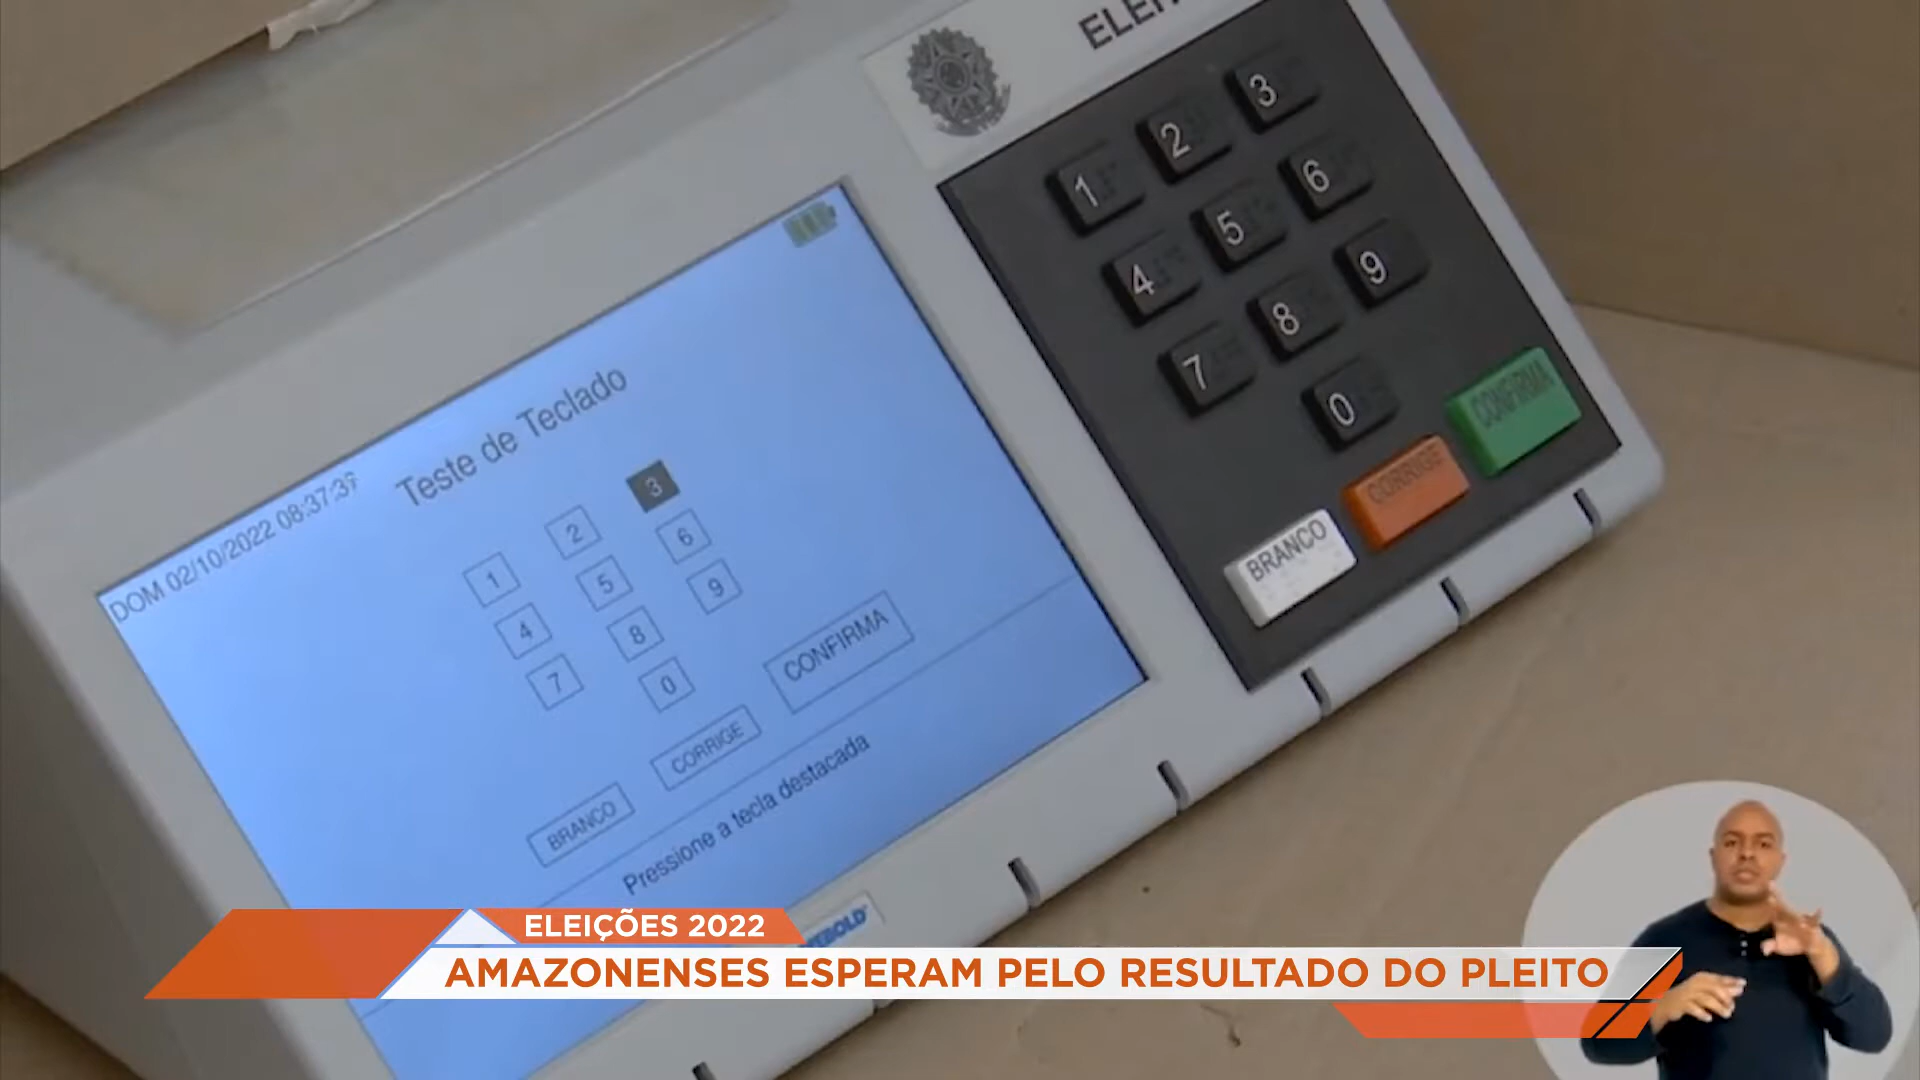 ELEI
1 2 3
4 5 6
7 8 9
0
BRANCO CORRIGE CONFIRMA
DOM 02/10/2022 08:37:37
Teste de Teclado
1 2 3
4 5 6
7 8 9
0
BRANCO CORRIGE CONFIRMA
Pressione a tecla destacada
ELEIÇÕES 2022
AMAZONENSES ESPERAM PELO RESULTADO DO PLEITO